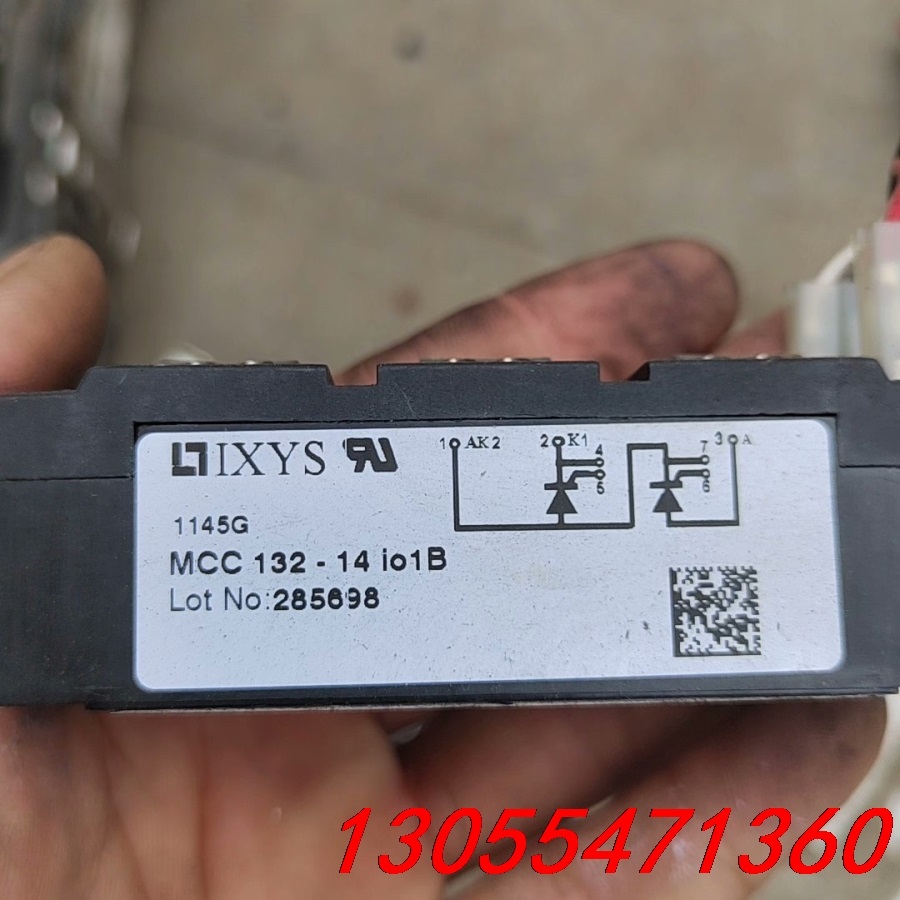 IXYS
1 AK2 2 K1 4 5 7 6 3 A
1145G
MCC 132 - 14 io1B
Lot No:285698
13055471360